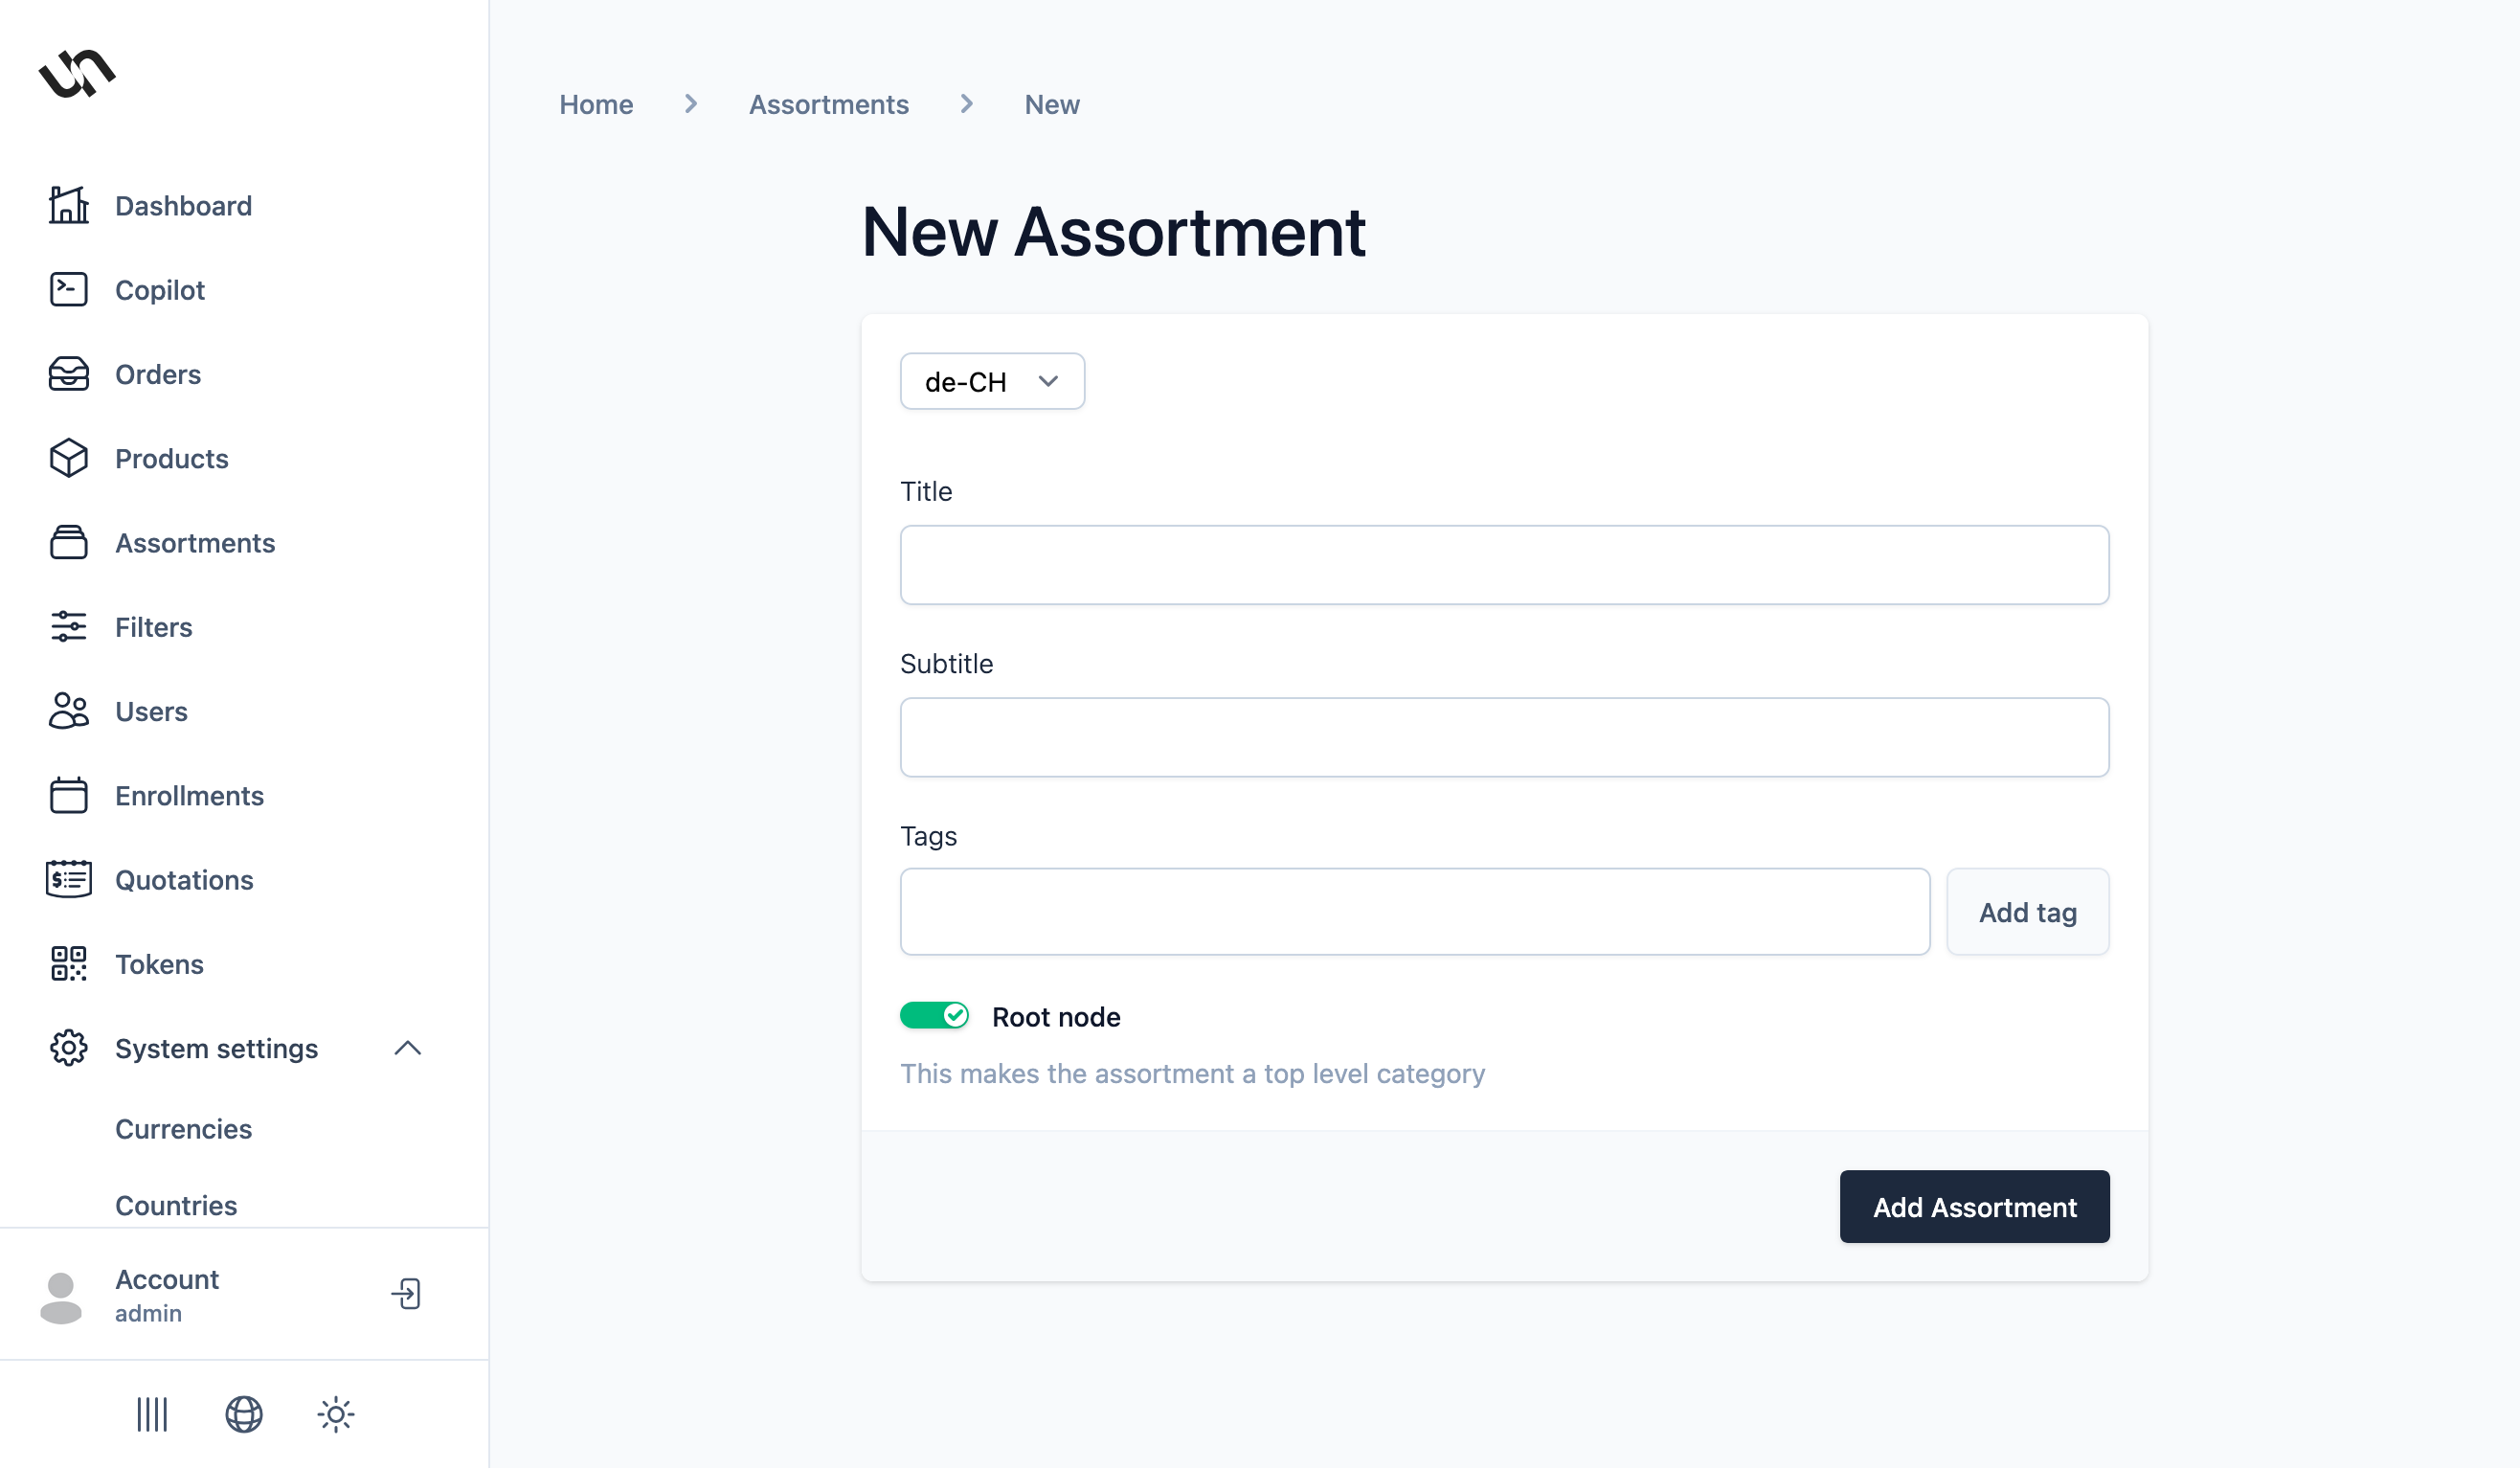 un
Dashboard
Copilot
Orders
Products
Assortments
Filters
Users
Enrollments
Quotations
Tokens
System settings
Currencies
Countries
Account
admin
Home > Assortments > New
New Assortment
de-CH
Title
Subtitle
Tags
Add tag
Root node
This makes the assortment a top level category
Add Assortment